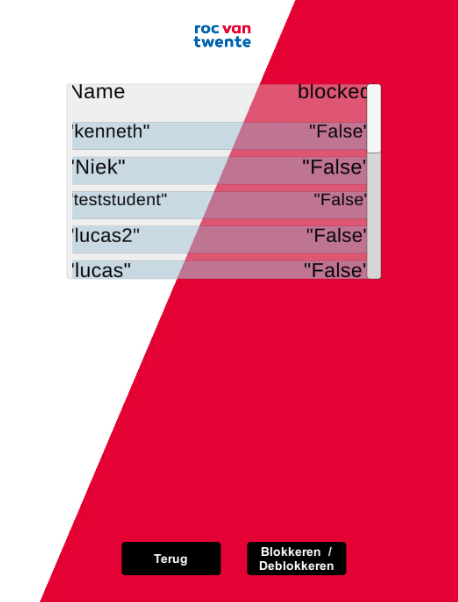 roc van
twente
Name blocked
"kenneth" "False"
"Niek" "False"
"teststudent" "False"
"lucas2" "False"
"lucas" "False"
Terug
Blokkeren /
Deblokkeren